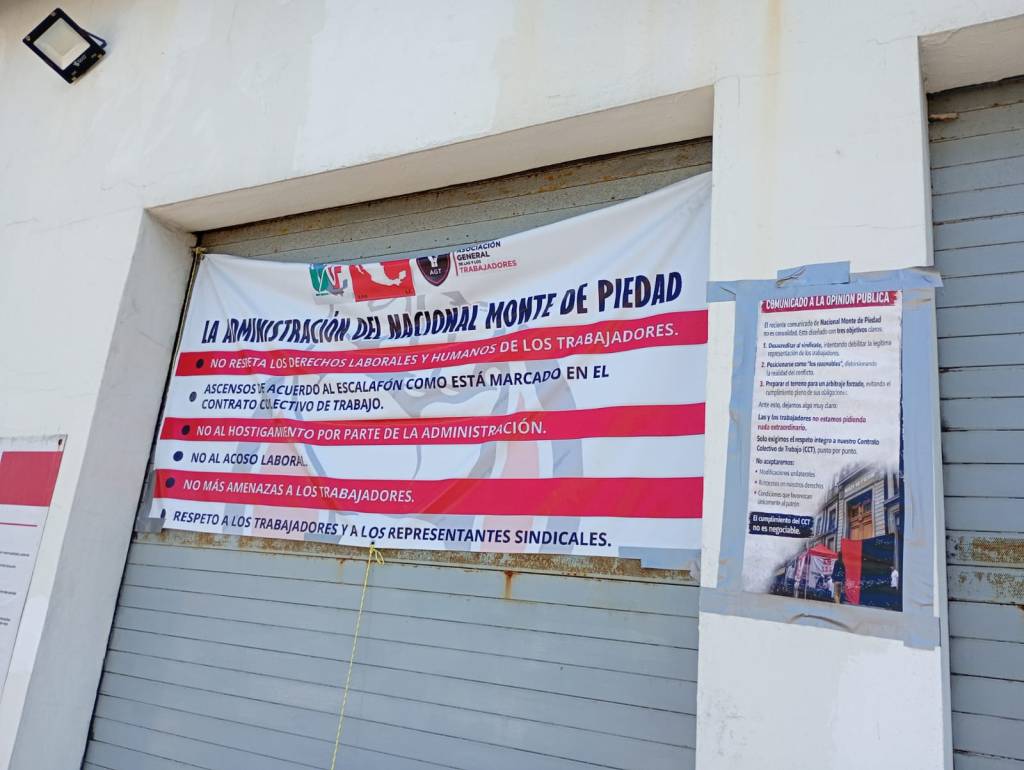 ASOCIACIÓN
GENERAL
DE LAS Y LOS
TRABAJADORES
AGT
LA ADMINISTRACIÓN DEL NACIONAL MONTE DE PIEDAD
• NO RESPETA LOS DERECHOS LABORALES Y HUMANOS DE LOS TRABAJADORES.
• ASCENSOS DE ACUERDO AL ESCALAFÓN COMO ESTÁ MARCADO EN EL
CONTRATO COLECTIVO DE TRABAJO.
• NO AL HOSTIGAMIENTO POR PARTE DE LA ADMINISTRACIÓN.
• NO AL ACOSO LABORAL.
• NO MÁS AMENAZAS A LOS TRABAJADORES.
• RESPETO A LOS TRABAJADORES Y A LOS REPRESENTANTES SINDICALES.
COMUNICADO A LA OPINIÓN PÚBLICA
El reciente comunicado de Nacional Monte de Piedad
no es casualidad. Está diseñado con tres objetivos claros:
1. Desacreditar al sindicato, intentando debilitar la legítima
representación de los trabajadores.
2. Posicionarse como "los razonables", distorsionando
la realidad del conflicto.
3. Preparar el terreno para un arbitraje forzado, evitando el
cumplimiento pleno de sus obligaciones.
Ante esto, dejamos algo muy claro:
Las y los trabajadores no estamos pidiendo
nada extraordinario.
Solo exigimos el respeto íntegro a nuestro Contrato
Colectivo de Trabajo (CCT), punto por punto.
No aceptaremos:
• Modificaciones unilaterales
• Retrocesos en nuestros derechos
• Condiciones que favorezcan
únicamente al patrón
El cumplimiento del CCT
no es negociable.